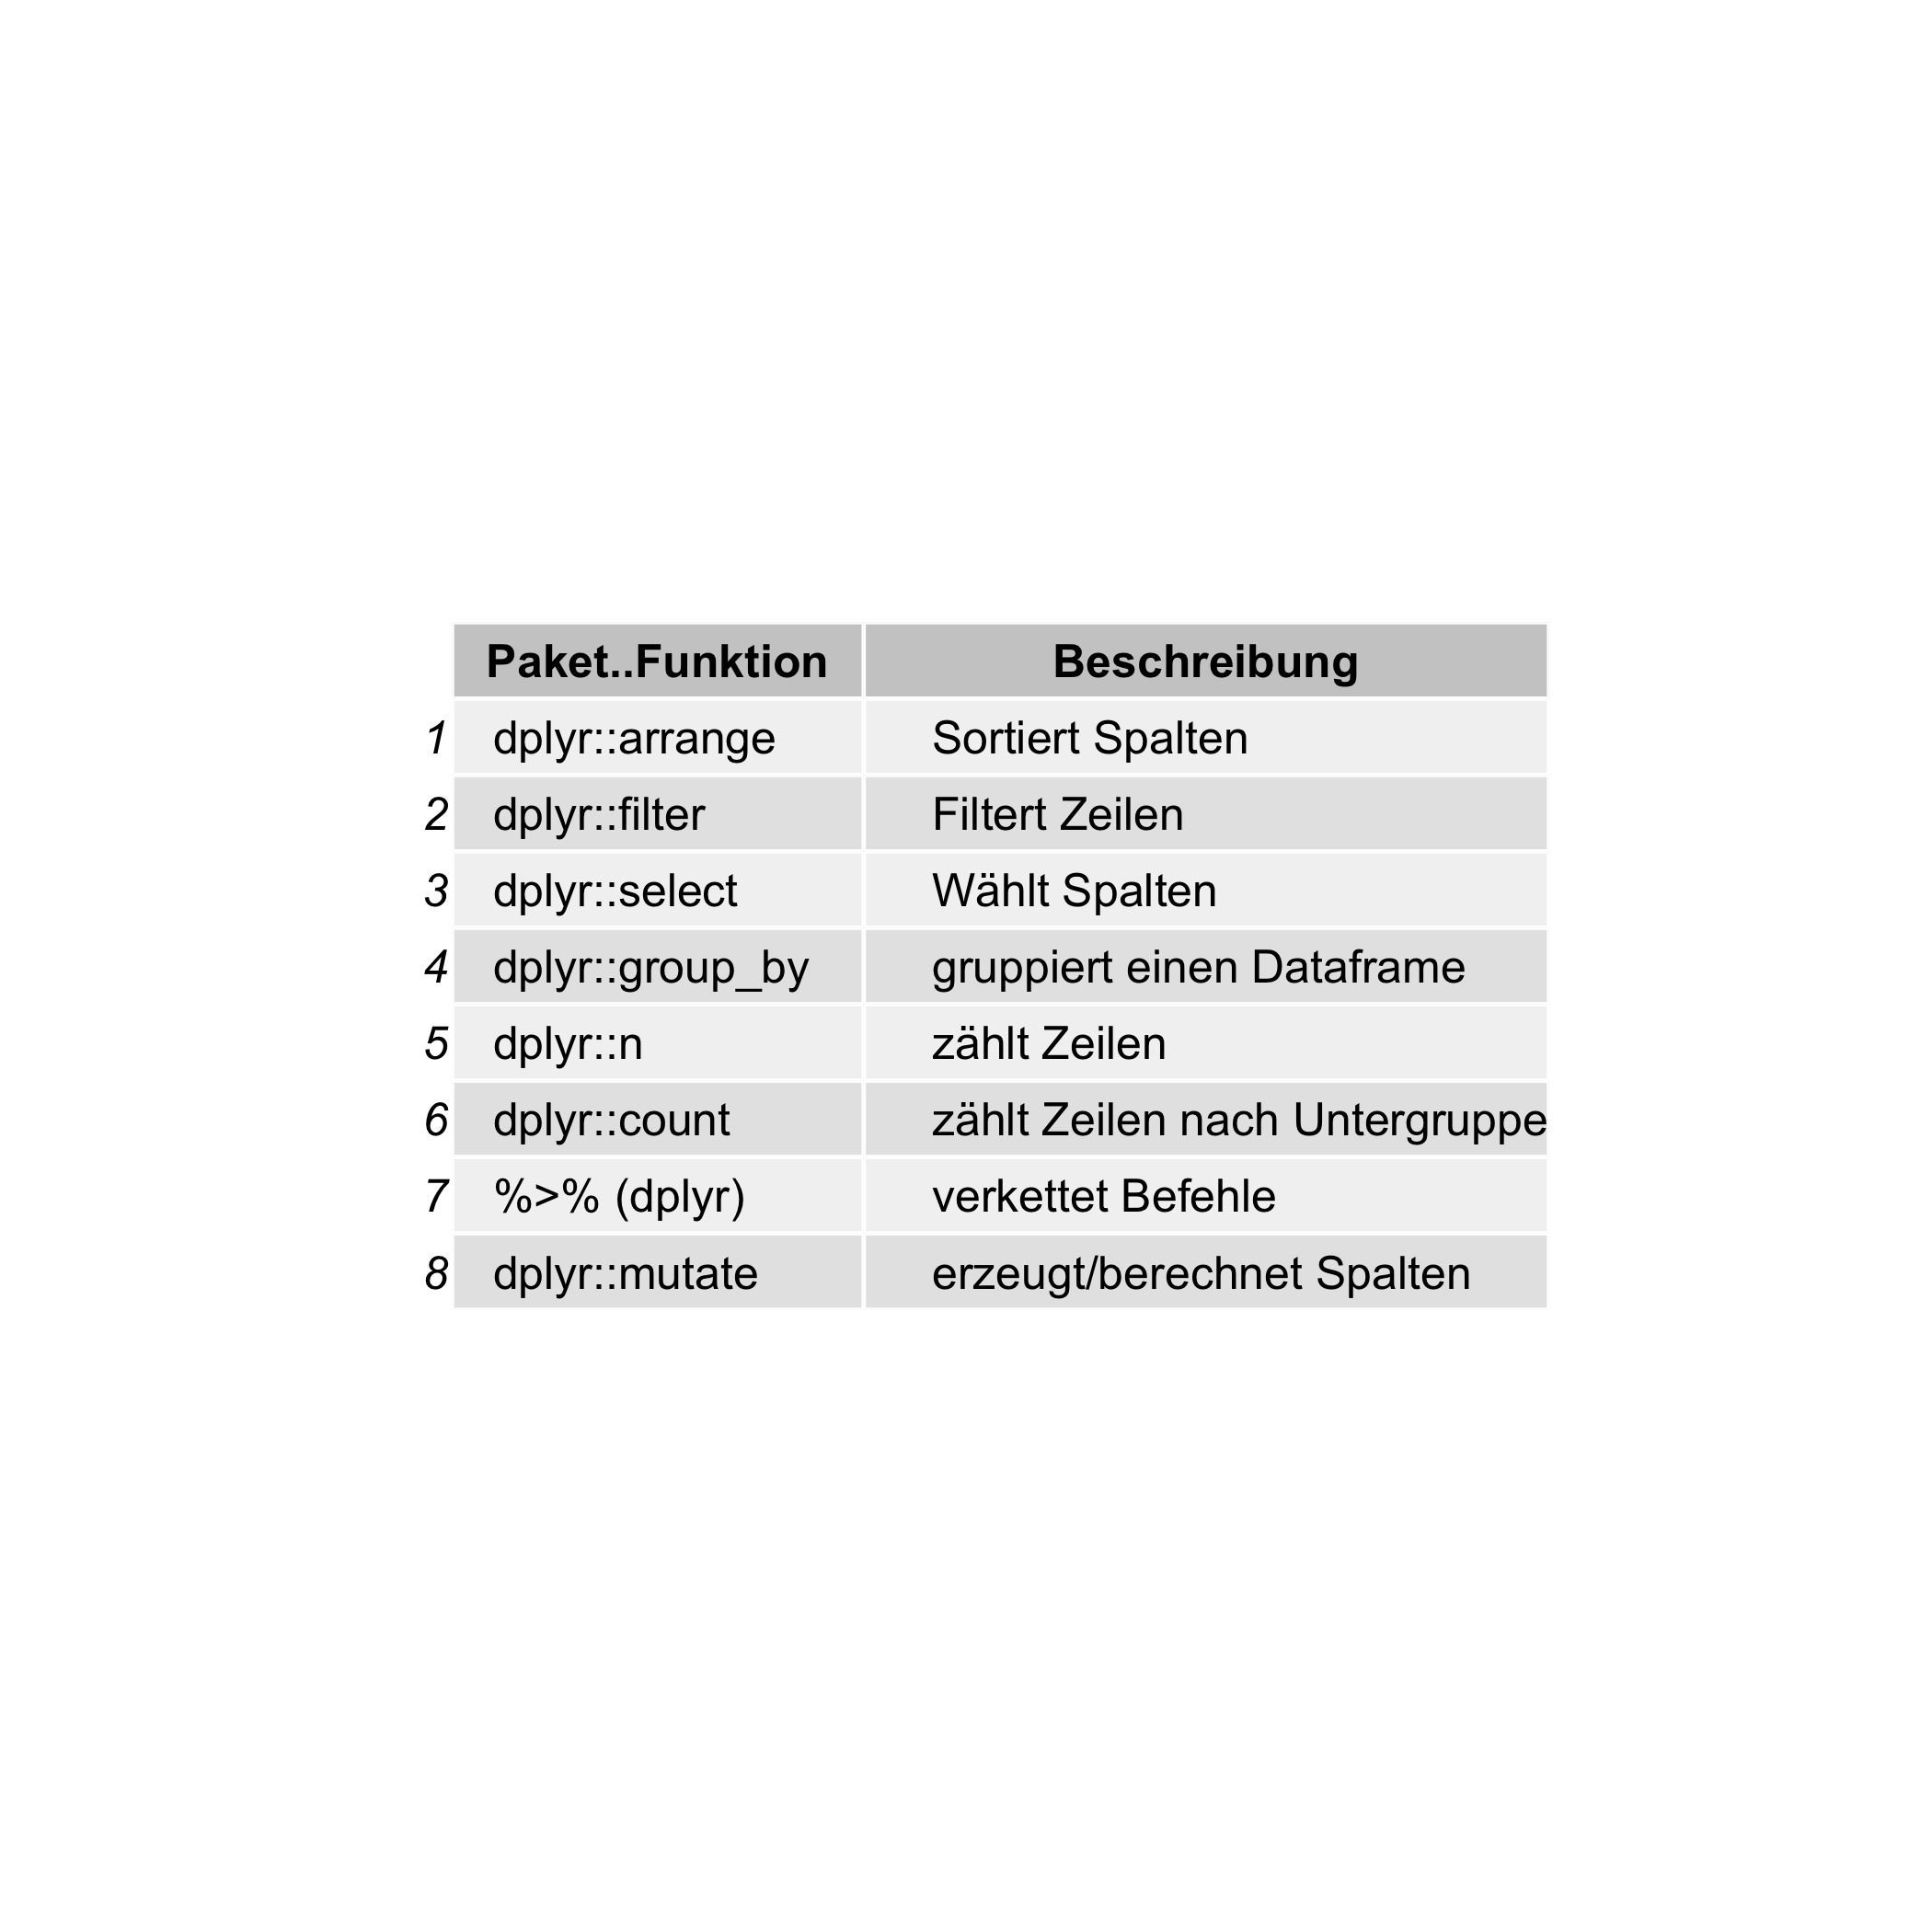 Paket..Funktion Beschreibung
1 dplyr::arrange Sortiert Spalten
2 dplyr::filter Filtert Zeilen
3 dplyr::select Wählt Spalten
4 dplyr::group_by gruppiert einen Dataframe
5 dplyr::n zählt Zeilen
6 dplyr::count zählt Zeilen nach Untergruppe
7 %>% (dplyr) verkettet Befehle
8 dplyr::mutate erzeugt/berechnet Spalten